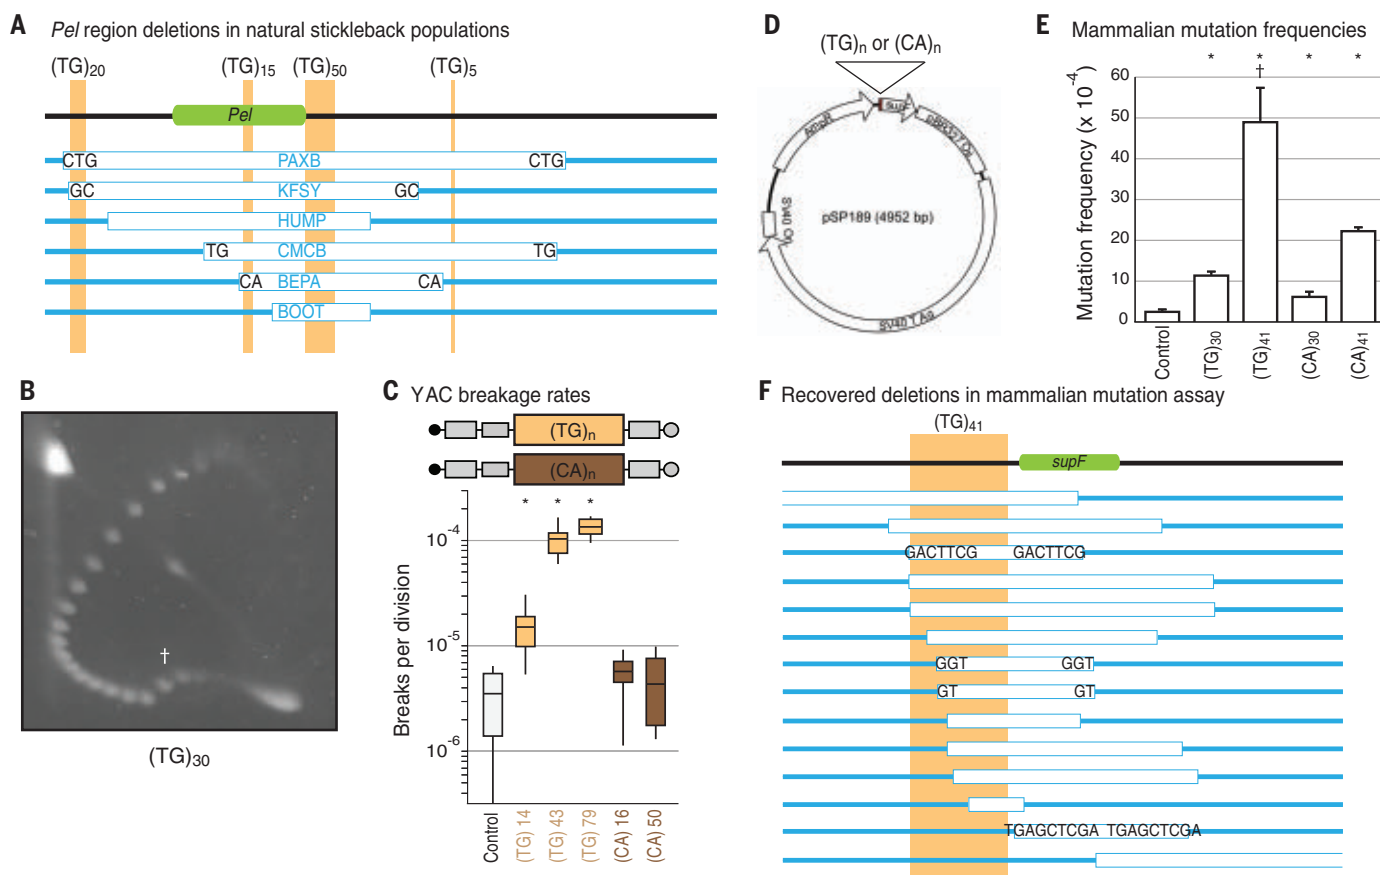 A Pel region deletions in natural stickleback populations
(TG)20 (TG)15 (TG)50 (TG)5
Pel
CTG PAXB CTG
GC KFSY GC
HUMP
TG CMCB TG
CA BEPA CA
BOOT
B
†
(TG)30
C YAC breakage rates
(TG)n
(CA)n
* * *
Breaks per division
10-4
10-5
10-6
Control
(TG) 14
(TG) 43
(TG) 79
(CA) 16
(CA) 50
D
(TG)n or (CA)n
AmpR
SV40 Ori
pSP189 (4952 bp)
SV40 T Ag
E Mammalian mutation frequencies
* * * *
†
Mutation frequency (x 10-4)
60
50
40
30
20
10
0
Control
(TG)30
(TG)41
(CA)30
(CA)41
F Recovered deletions in mammalian mutation assay
(TG)41
supF
GACTTCG GACTTCG
GGT GGT
GT GT
TGAGCTCGA TGAGCTCGA